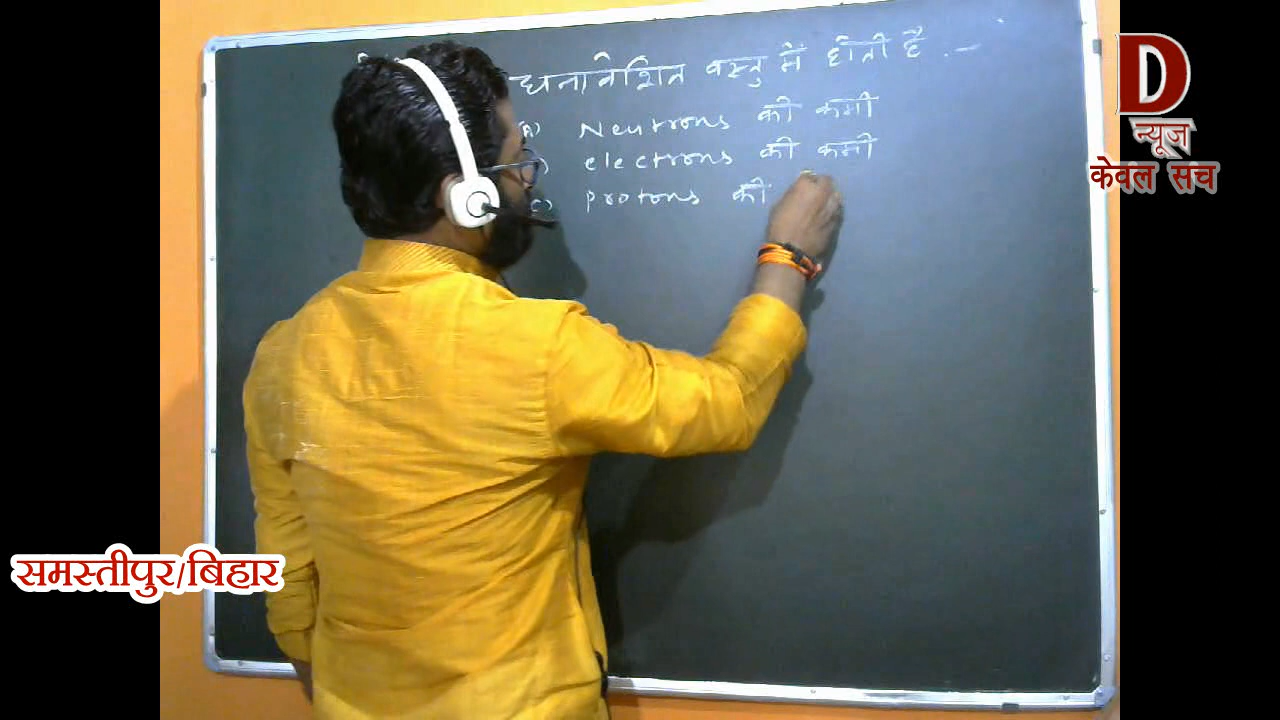 धनावेशित वस्तु में होती है :-
A) Neutrons की कमी
) electrons की कमी
C) Protons की
D
न्यूज
केवल सच
समस्तीपुर/बिहार